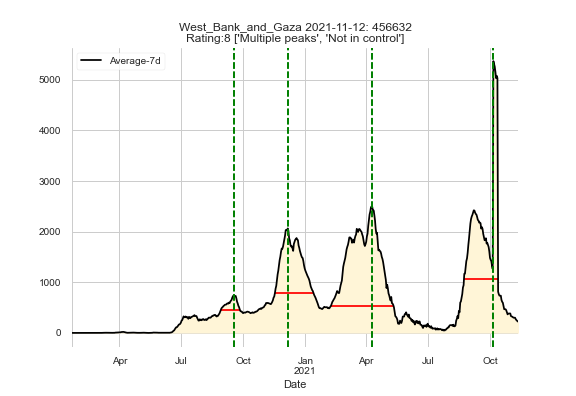 West_Bank_and_Gaza 2021-11-12: 456632
Rating:8 ['Multiple peaks', 'Not in control']
Average-7d
5000
4000
3000
2000
1000
0
Apr
Jul
Oct
Jan
2021
Apr
Jul
Oct
Date